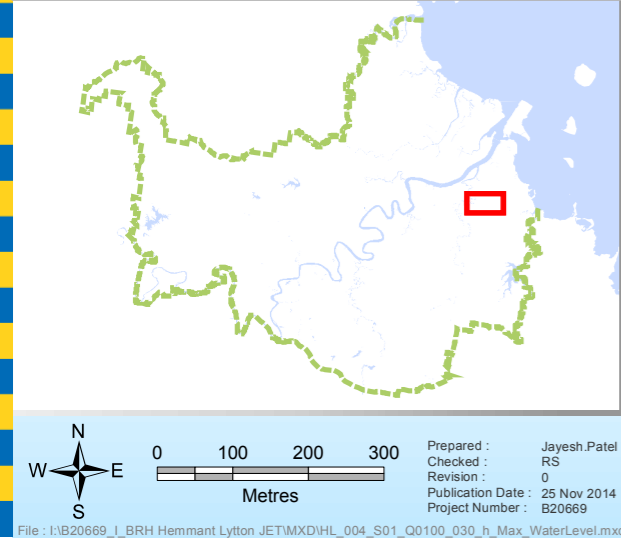 N
W E
S
0 100 200 300
Metres
Prepared : Jayesh.Patel
Checked : RS
Revision : 0
Publication Date : 25 Nov 2014
Project Number : B20669
File : I:\B20669_I_BRH Hemmant Lytton JET\MXD\HL_004_S01_Q0100_030_h_Max_WaterLevel.mxd